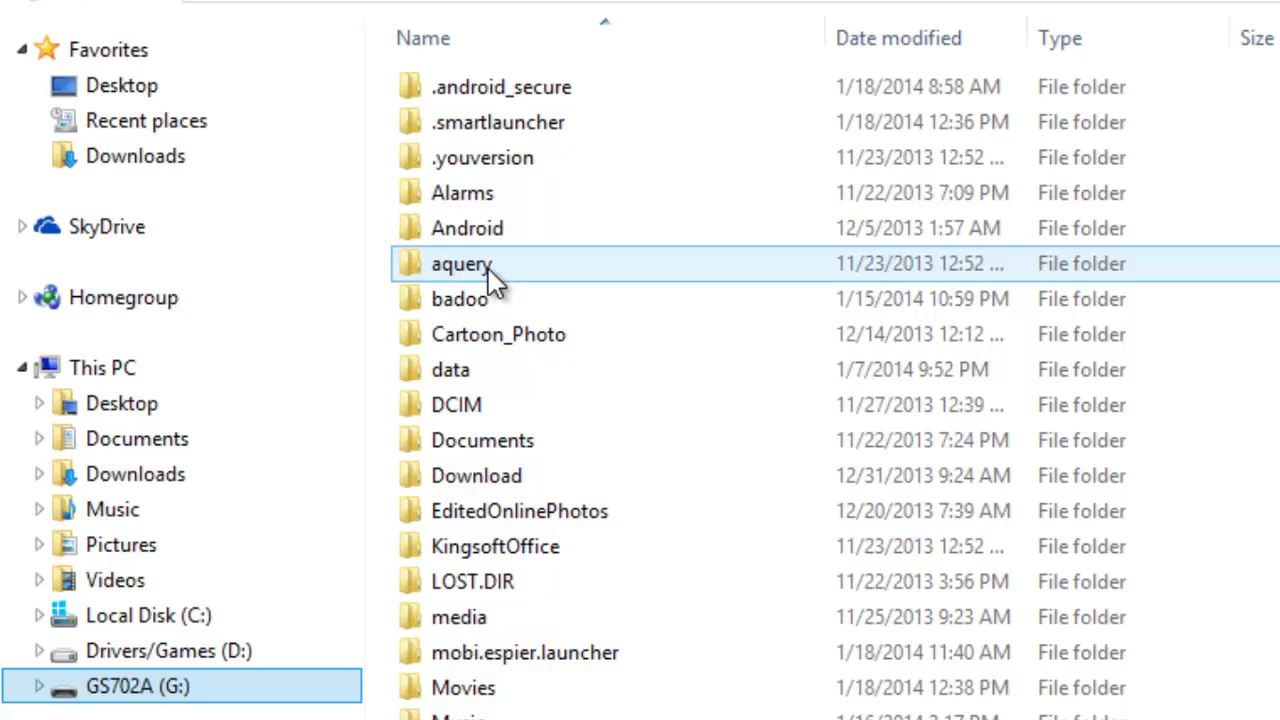 Name Date modified Type Size
Favorites
Desktop
Recent places
Downloads
SkyDrive
Homegroup
This PC
Desktop
Documents
Downloads
Music
Pictures
Videos
Local Disk (C:)
Drivers/Games (D:)
GS702A (G:)
.android_secure 1/18/2014 8:58 AM File folder
.smartlauncher 1/18/2014 12:36 PM File folder
.youversion 11/23/2013 12:52 ... File folder
Alarms 11/22/2013 7:09 PM File folder
Android 12/5/2013 1:57 AM File folder
aquery 11/23/2013 12:52 ... File folder
badoo 1/15/2014 10:59 PM File folder
Cartoon_Photo 12/14/2013 12:12 ... File folder
data 1/7/2014 9:52 PM File folder
DCIM 11/27/2013 12:39 ... File folder
Documents 11/22/2013 7:24 PM File folder
Download 12/31/2013 9:24 AM File folder
EditedOnlinePhotos 12/20/2013 7:39 AM File folder
KingsoftOffice 11/23/2013 12:52 ... File folder
LOST.DIR 11/22/2013 3:56 PM File folder
media 11/25/2013 9:23 AM File folder
mobi.espier.launcher 1/18/2014 11:40 AM File folder
Movies 1/18/2014 12:38 PM File folder